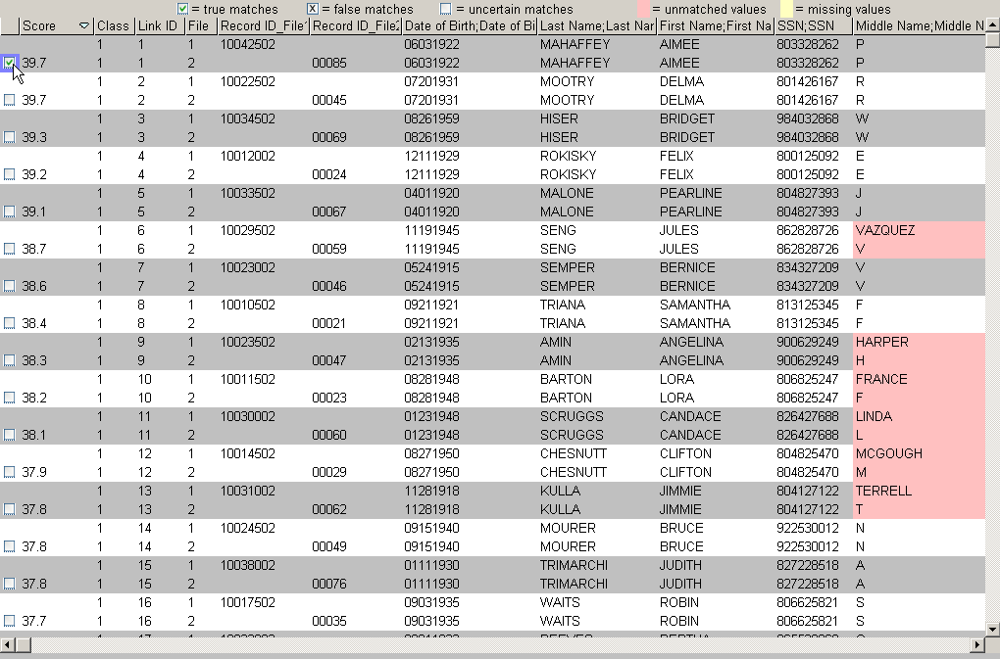 = true matches = false matches = uncertain matches = unmatched values = missing values
Score Class Link ID File Record ID_File1 Record ID_File2 Date of Birth;Date of Bi Last Name;Last Nar First Name;First Na SSN;SSN Middle Name;Middle N
1 1 1 10042502 06031922 MAHAFFEY AIMEE 803328262 P
39.7 1 1 2 00085 06031922 MAHAFFEY AIMEE 803328262 P
1 2 1 10022502 07201931 MOOTRY DELMA 801426167 R
39.7 1 2 2 00045 07201931 MOOTRY DELMA 801426167 R
1 3 1 10034502 08261959 HISER BRIDGET 984032868 W
39.3 1 3 2 00069 08261959 HISER BRIDGET 984032868 W
1 4 1 10012002 12111929 ROKISKY FELIX 800125092 E
39.2 1 4 2 00024 12111929 ROKISKY FELIX 800125092 E
1 5 1 10033502 04011920 MALONE PEARLINE 804827393 J
39.1 1 5 2 00067 04011920 MALONE PEARLINE 804827393 J
1 6 1 10029502 11191945 SENG JULES 862828726 VAZQUEZ
38.7 1 6 2 00059 11191945 SENG JULES 862828726 V
1 7 1 10023002 05241915 SEMPER BERNICE 834327209 V
38.6 1 7 2 00046 05241915 SEMPER BERNICE 834327209 V
1 8 1 10010502 09211921 TRIANA SAMANTHA 813125345 F
38.4 1 8 2 00021 09211921 TRIANA SAMANTHA 813125345 F
1 9 1 10023502 02131935 AMIN ANGELINA 900629249 HARPER
38.3 1 9 2 00047 02131935 AMIN ANGELINA 900629249 H
1 10 1 10011502 08281948 BARTON LORA 806825247 FRANCE
38.2 1 10 2 00023 08281948 BARTON LORA 806825247 F
1 11 1 10030002 01231948 SCRUGGS CANDACE 826427688 LINDA
38.1 1 11 2 00060 01231948 SCRUGGS CANDACE 826427688 L
1 12 1 10014502 08271950 CHESNUTT CLIFTON 804825470 MCGOUGH
37.9 1 12 2 00029 08271950 CHESNUTT CLIFTON 804825470 M
1 13 1 10031002 11281918 KULLA JIMMIE 804127122 TERRELL
37.8 1 13 2 00062 11281918 KULLA JIMMIE 804127122 T
1 14 1 10024502 09151940 MOURER BRUCE 922530012 N
37.8 1 14 2 00049 09151940 MOURER BRUCE 922530012 N
1 15 1 10038002 01111930 TRIMARCHI JUDITH 827228518 A
37.8 1 15 2 00076 01111930 TRIMARCHI JUDITH 827228518 A
1 16 1 10017502 09031935 WAITS ROBIN 806625821 S
37.7 1 16 2 00035 09031935 WAITS ROBIN 806625821 S